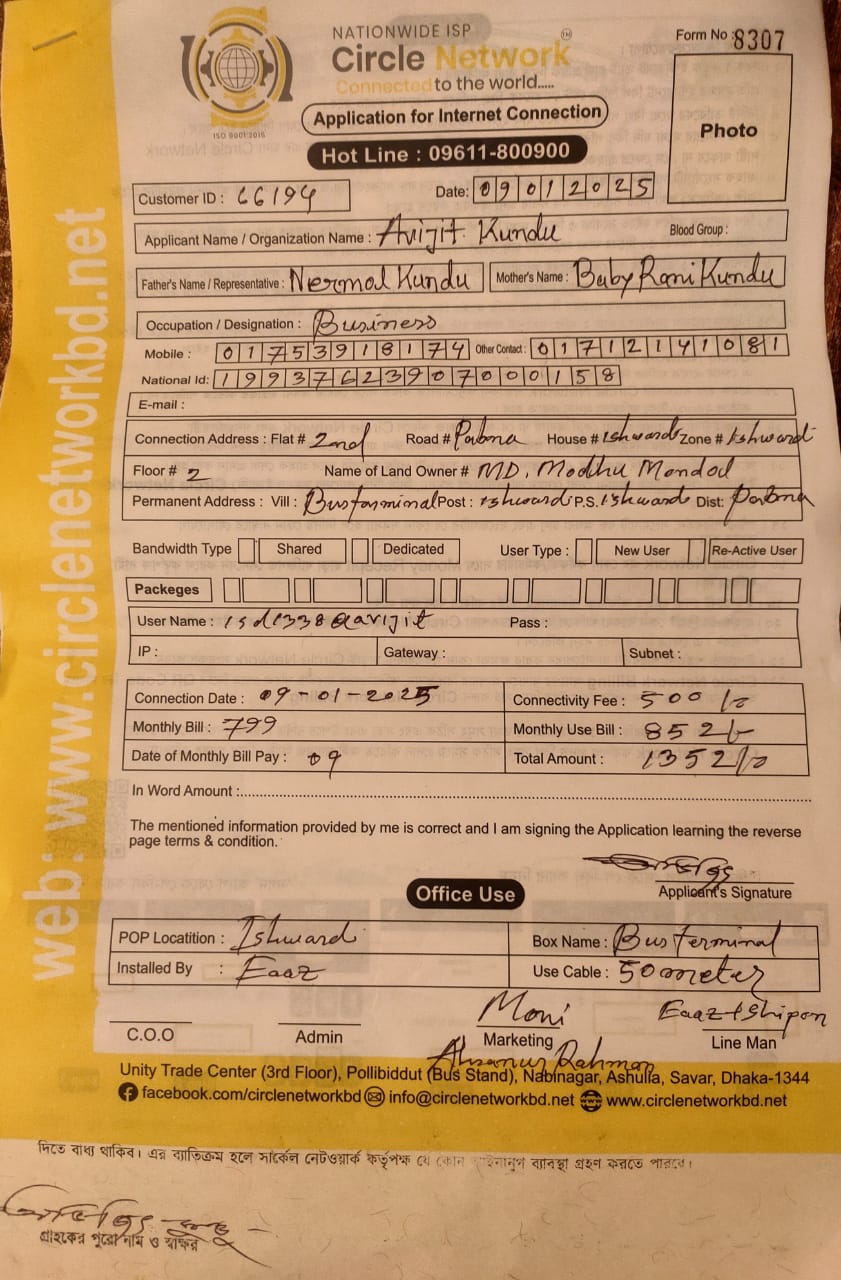 NATIONWIDE ISP
Circle Network
Connected to the world.....
ISO 9001:2015
Form No : 8307
Photo
Application for Internet Connection
Hot Line : 09611-800900
Customer ID : 66194
Date: 09012025
Applicant Name / Organization Name : Avijit Kundu Blood Group :
Father's Name / Representative : Nermol Kundu Mother's Name : Baby Rani Kundu
Occupation / Designation : Business
Mobile : 01753918174 Other Contact : 01712141081
National Id: 19937623907000158
E-mail :
Connection Address : Flat # 2nd Road # Pabna House # Ishwardi Zone # Ishwardi
Floor # 2 Name of Land Owner # MD. Modhu Mondol
Permanent Address : Vill : Busterminal Post : Ishwardi P.S. Ishwardi Dist: Pabna
Bandwidth Type Shared Dedicated User Type : New User Re-Active User
Packeges
User Name : isd1338@avijit Pass :
IP : Gateway : Subnet :
Connection Date : 09-01-2025 Connectivity Fee : 500/=
Monthly Bill : 799 Monthly Use Bill : 852/=
Date of Monthly Bill Pay : 09 Total Amount : 1352/=
In Word Amount :
The mentioned information provided by me is correct and I am signing the Application learning the reverse
page terms & condition.
Applicant's Signature
Office Use
POP Locatition : Ishwardi Box Name : Bus Terminal
Installed By : Eaaz Use Cable : 50 meter
Moni Eaaz + Shipon
C.O.O Admin Marketing Line Man
Ahsanur Rahman
Unity Trade Center (3rd Floor), Pollibiddut (Bus Stand), Nabinagar, Ashulia, Savar, Dhaka-1344
facebook.com/circlenetworkbd info@circlenetworkbd.net www.circlenetworkbd.net
web: www.circlenetworkbd.net
দিতে বাধ্য থাকিব। এর ব্যতিক্রম হলে সার্কেল নেটওয়ার্ক কর্তৃপক্ষ যে কোন আইনানুগ ব্যবস্থা গ্রহণ করতে পারবে।
অভিজিৎ কুন্ডু
গ্রাহকের পুরো নাম ও স্বাক্ষর